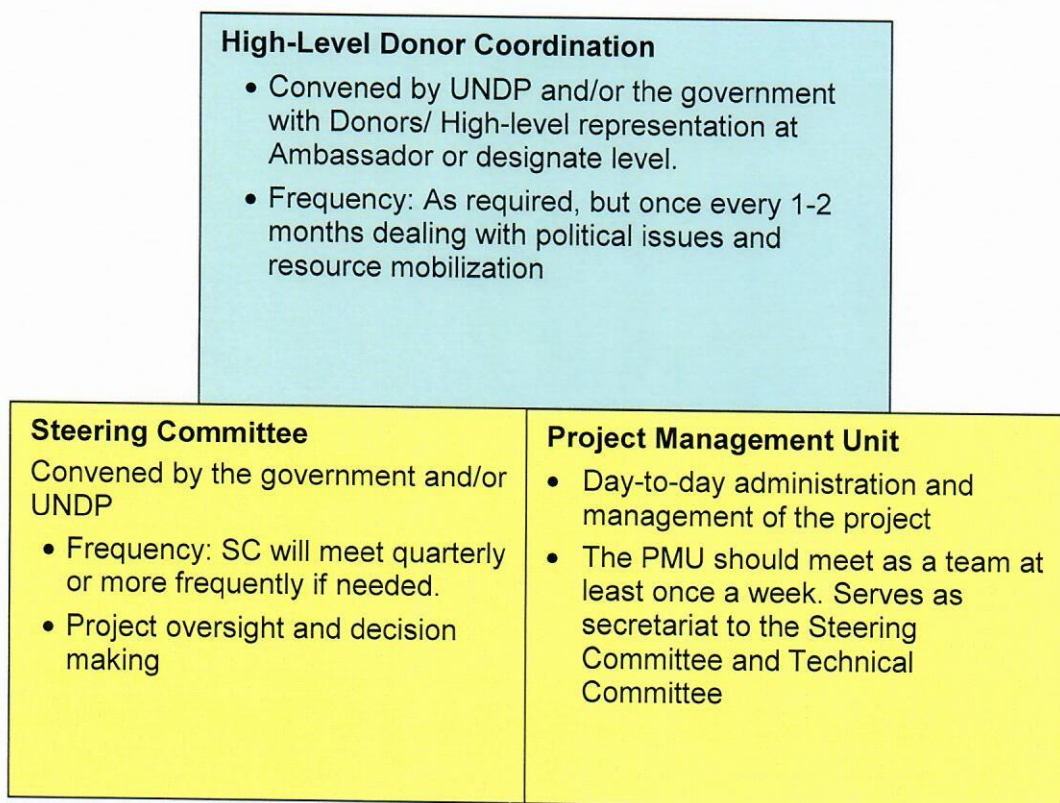 High-Level Donor Coordination
• Convened by UNDP and/or the government
with Donors/ High-level representation at
Ambassador or designate level.
• Frequency: As required, but once every 1-2
months dealing with political issues and
resource mobilization
Steering Committee
Convened by the government and/or
UNDP
• Frequency: SC will meet quarterly
or more frequently if needed.
• Project oversight and decision
making
Project Management Unit
• Day-to-day administration and
management of the project
• The PMU should meet as a team at
least once a week. Serves as
secretariat to the Steering
Committee and Technical
Committee